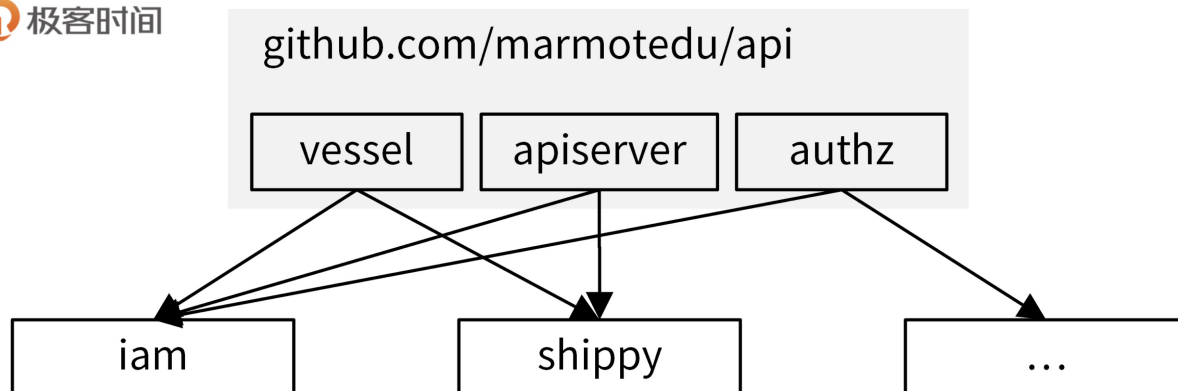 极客时间
github.com/marmotedu/api
vessel
apiserver
authz
iam
shippy
...